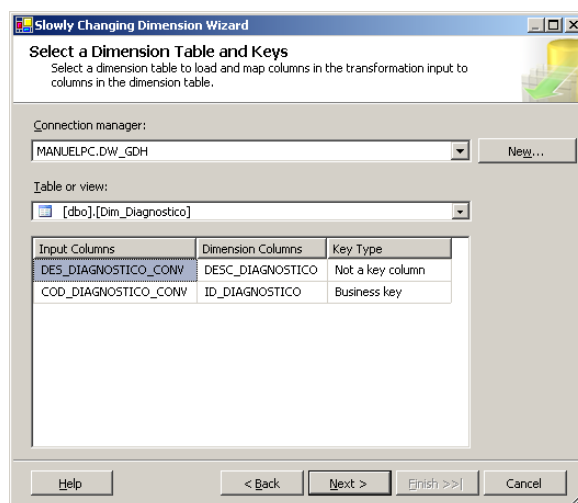 Slowly Changing Dimension Wizard
Select a Dimension Table and Keys
Select a dimension table to load and map columns in the transformation input to
columns in the dimension table.
Connection manager:
MANUELPC.DW_GDH
New...
Table or view:
[dbo].[Dim_Diagnostico]
Input Columns Dimension Columns Key Type
DES_DIAGNOSTICO_CONV DESC_DIAGNOSTICO Not a key column
COD_DIAGNOSTICO_CONV ID_DIAGNOSTICO Business key
Help < Back Next > Finish >>| Cancel